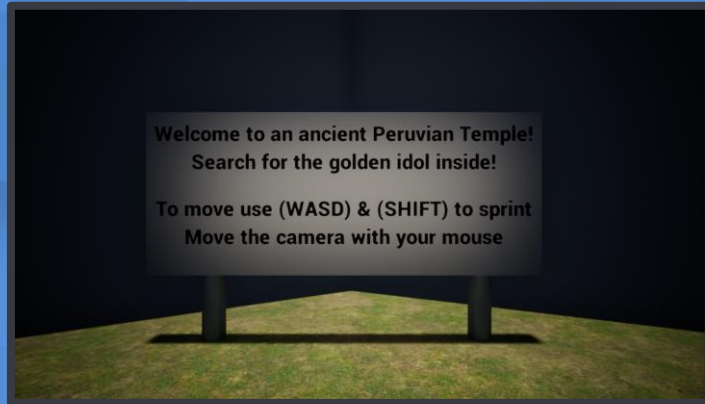 Welcome to an ancient Peruvian Temple!
Search for the golden idol inside!
To move use (WASD) & (SHIFT) to sprint
Move the camera with your mouse